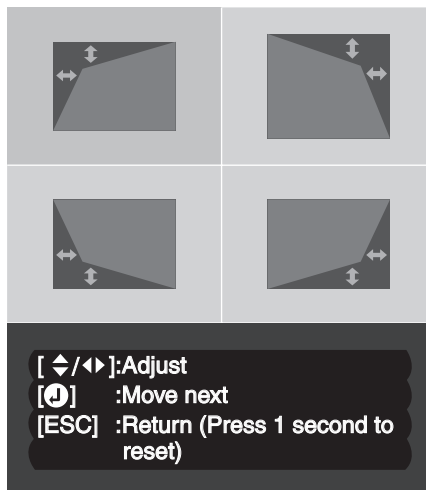 [ ⬍/⬌ ]:Adjust
[⏎] :Move next
[ESC] :Return (Press 1 second to
reset)